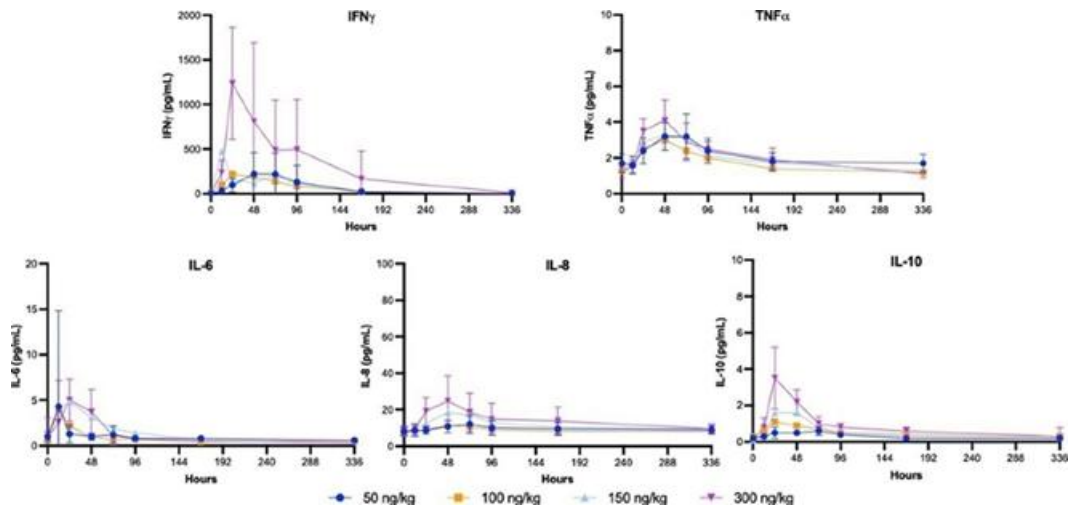 IFNγ
2000
1500
1000
500
0
IFNγ (pg/mL)
0 48 96 144 192 240 288 336
Hours
TNFα
10
8
6
4
2
0
TNFα (pg/mL)
0 48 96 144 192 240 288 336
Hours
IL-6
20
15
10
5
0
IL-6 (pg/mL)
0 48 96 144 192 240 288 336
Hours
IL-8
100
80
60
40
20
0
IL-8 (pg/mL)
0 48 96 144 192 240 288 336
Hours
IL-10
10
8
6
4
2
0
IL-10 (pg/mL)
0 48 96 144 192 240 288 336
Hours
50 ng/kg 100 ng/kg 150 ng/kg 300 ng/kg